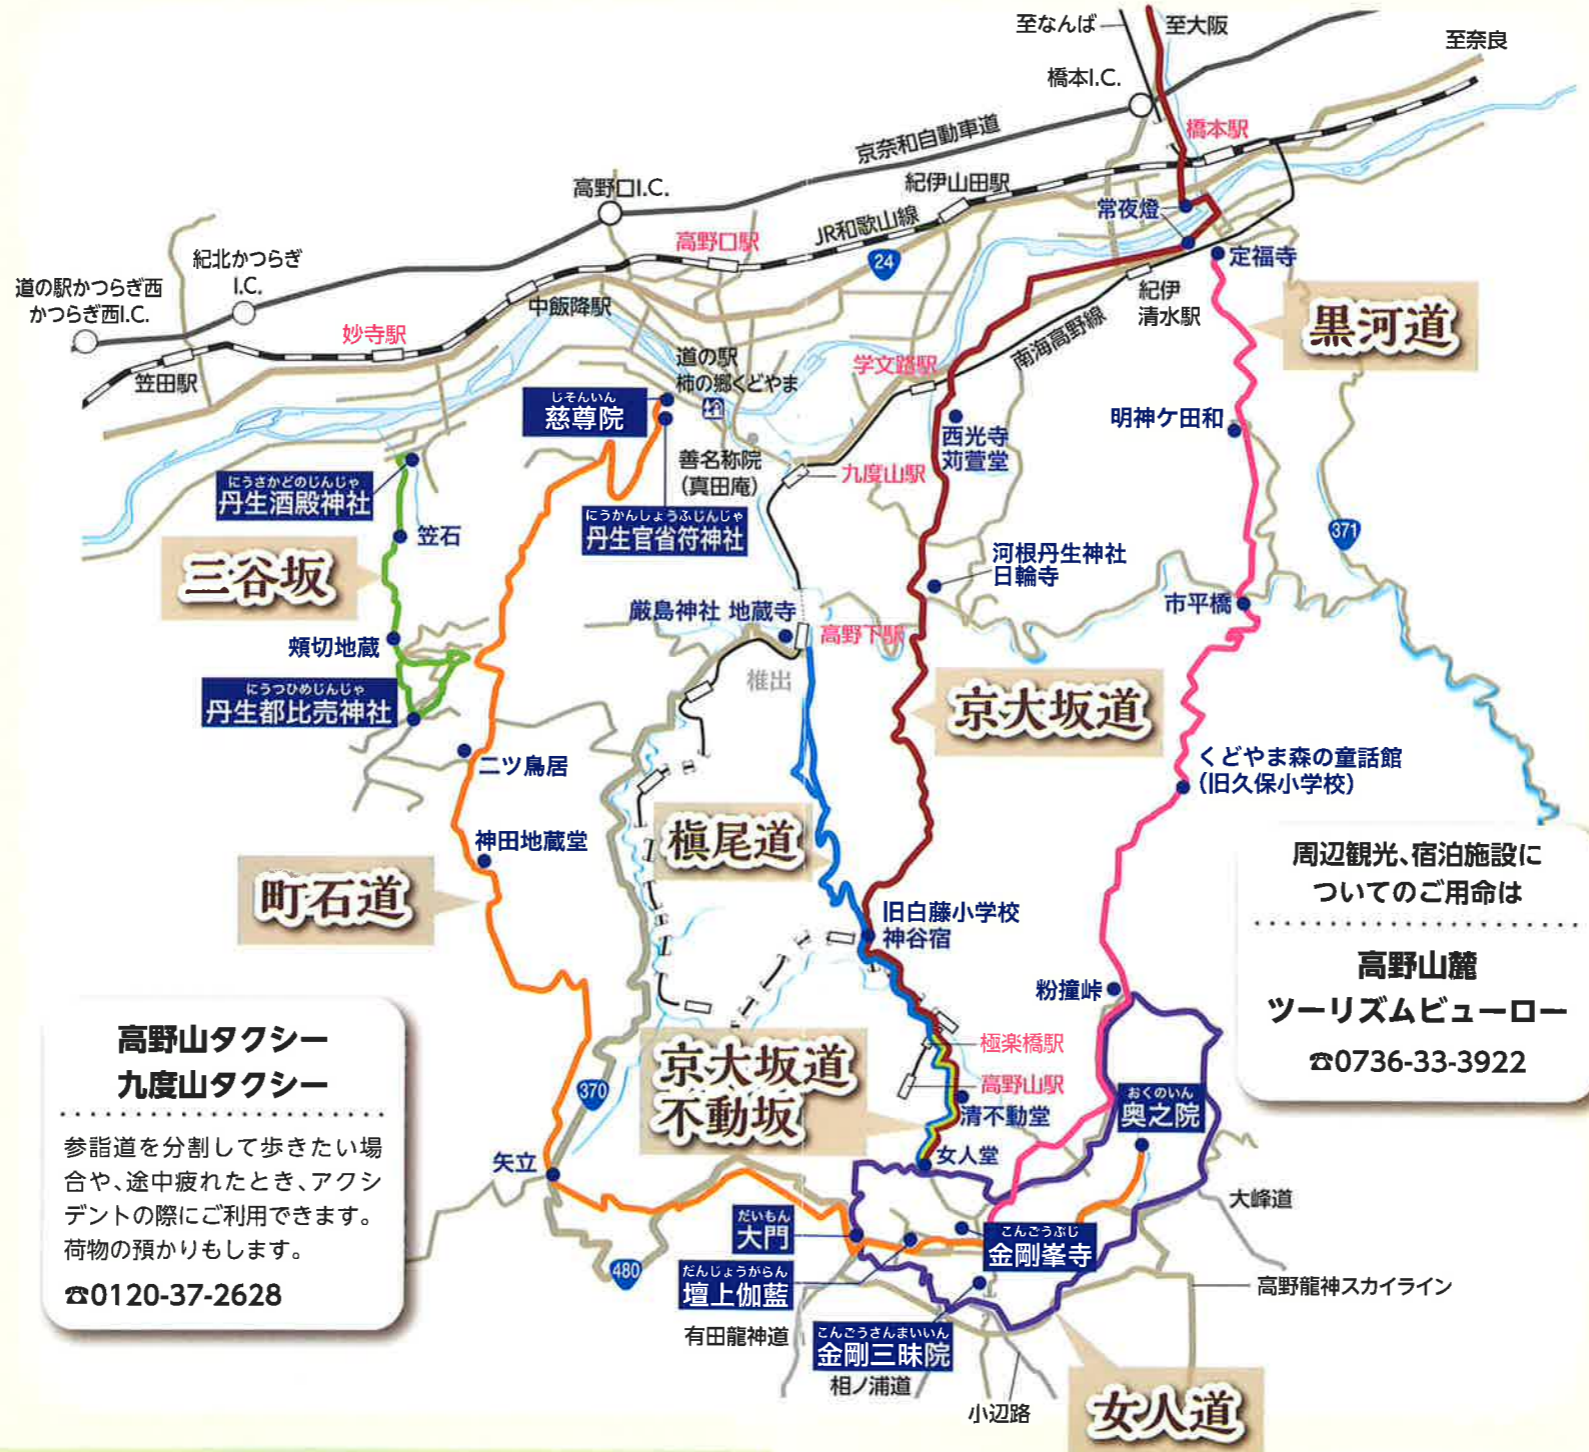 至なんば
至大阪
至奈良
橋本I.C.
橋本駅
京奈和自動車道
高野口I.C.
紀伊山田駅
常夜燈
高野口駅
JR和歌山線
24
定福寺
紀北かつらぎ
I.C.
道の駅かつらぎ西
かつらぎ西I.C.
中飯降駅
紀伊
清水駅
黒河道
妙寺駅
笠田駅
道の駅
柿の郷くどやま
学文路駅
南海高野線
じそんいん
慈尊院
明神ケ田和
西光寺
苅萱堂
善名称院
(真田庵)
九度山駅
にうさかどのじんじゃ
丹生酒殿神社
にうかんしょうぶじんじゃ
丹生官省符神社
笠石
371
三谷坂
河根丹生神社
日輪寺
市平橋
厳島神社 地蔵寺
高野下駅
頬切地蔵
椎出
にうつひめじんじゃ
丹生都比売神社
京大坂道
二ツ鳥居
くどやま森の童話館
(旧久保小学校)
槇尾道
神田地蔵堂
町石道
旧白藤小学校
神谷宿
周辺観光、宿泊施設に
ついてのご用命は
高野山麓
ツーリズムビューロー
☎0736-33-3922
粉撞峠
高野山タクシー
九度山タクシー
参詣道を分割して歩きたい場
合や、途中疲れたとき、アクシ
デントの際にご利用できます。
荷物の預かりもします。
☎0120-37-2628
京大坂道
不動坂
極楽橋駅
高野山駅
370
清不動堂
おくのいん
奥之院
矢立
女人堂
大峰道
だいもん
大門
こんごうぶじ
金剛峯寺
480
だんじょうがらん
壇上伽藍
高野龍神スカイライン
有田龍神道
こんごうさんまいいん
金剛三昧院
相ノ浦道
小辺路
女人道